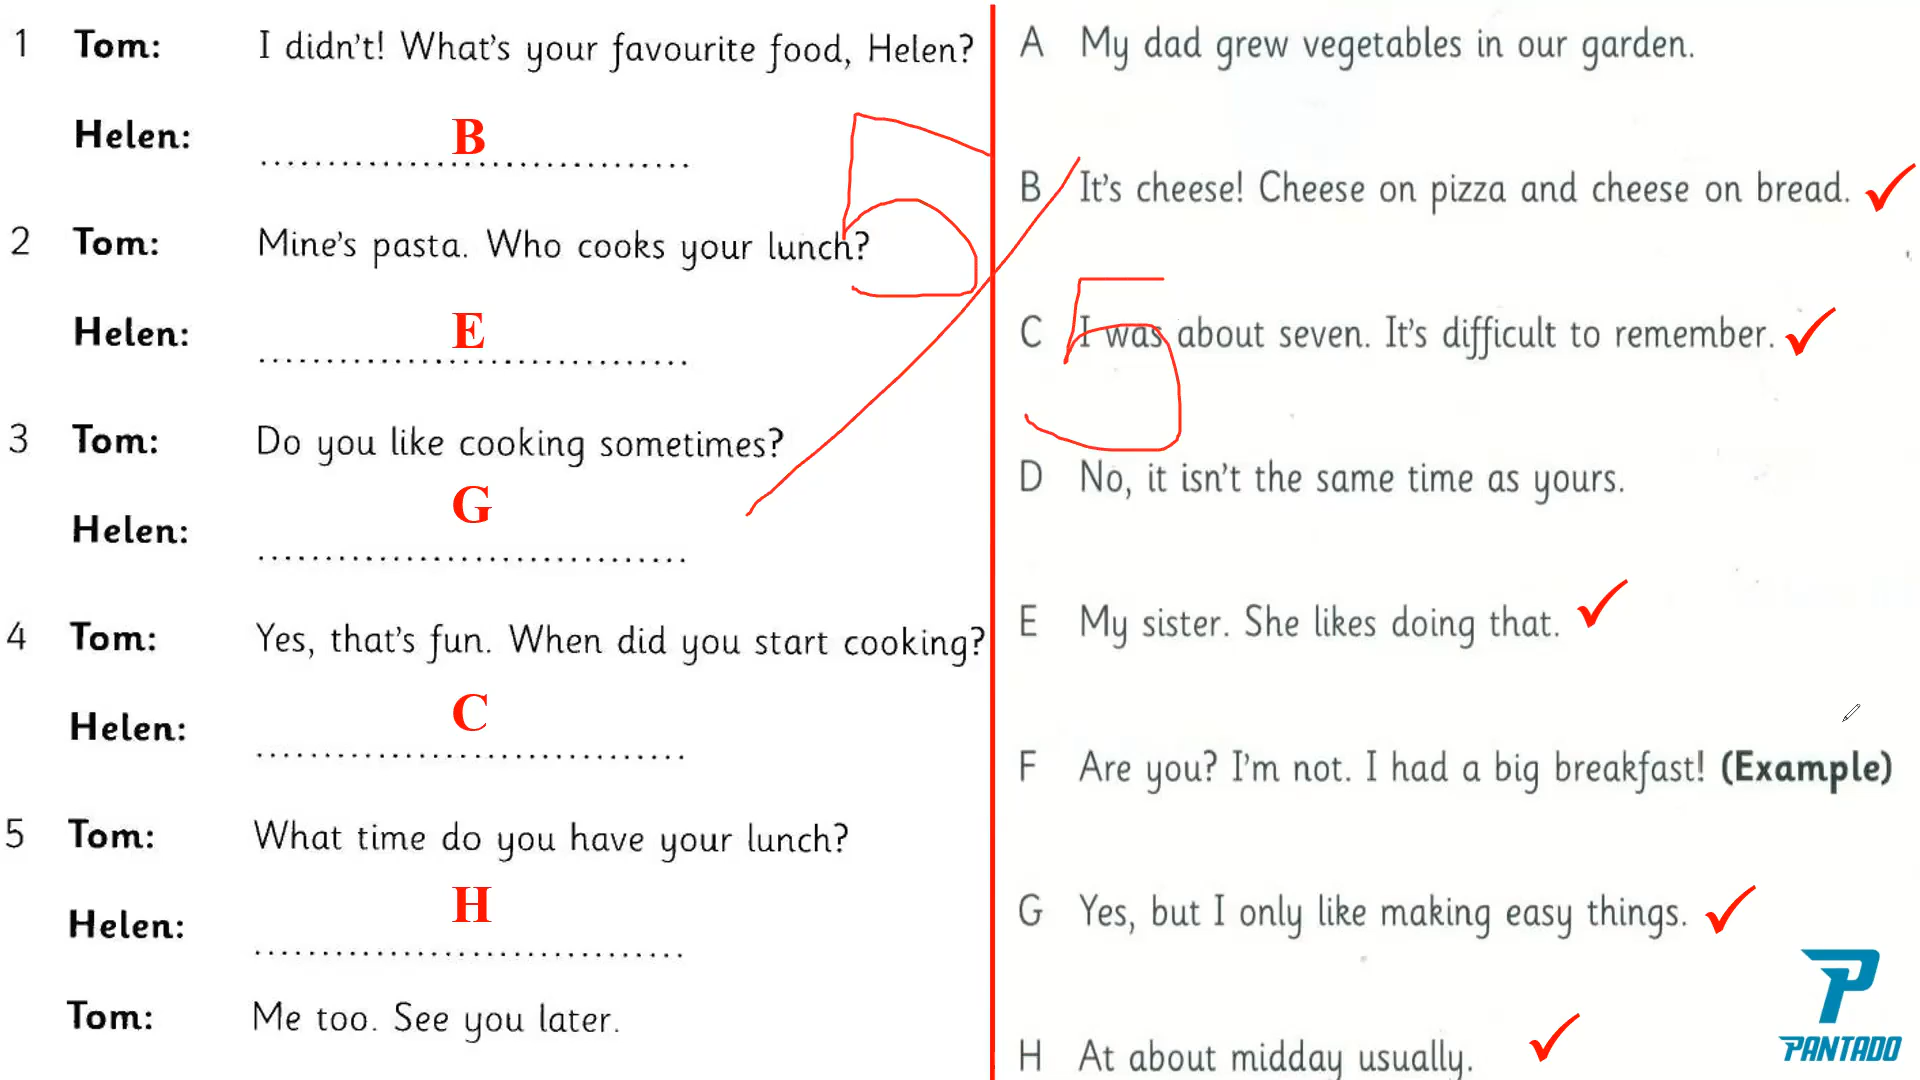 1 Tom: I didn't! What's your favourite food, Helen?
Helen: B
2 Tom: Mine's pasta. Who cooks your lunch?
Helen: E
3 Tom: Do you like cooking sometimes?
Helen: G
4 Tom: Yes, that's fun. When did you start cooking?
Helen: C
5 Tom: What time do you have your lunch?
Helen: H
Tom: Me too. See you later.
5/5
A My dad grew vegetables in our garden.
B It's cheese! Cheese on pizza and cheese on bread.
C I was about seven. It's difficult to remember.
D No, it isn't the same time as yours.
E My sister. She likes doing that.
F Are you? I'm not. I had a big breakfast! (Example)
G Yes, but I only like making easy things.
H At about midday usually.
PANTADO